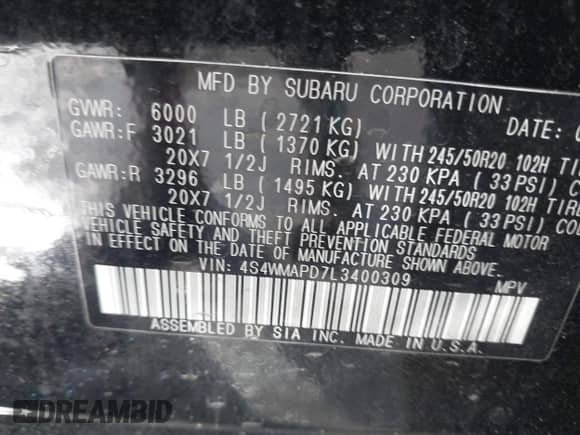 MFD BY SUBARU CORPORATION
GVWR: 6000 LB (2721 KG) DATE:
GAWR:F 3021 LB (1370 KG) WITH 245/50R20 102H
20X7 1/2J RIMS. AT 230 KPA (33 PSI)
GAWR:R 3296 LB (1495 KG) WITH 245/50R20 102H
20X7 1/2J RIMS. AT 230 KPA (33 PSI)
THIS VEHICLE CONFORMS TO ALL APPLICABLE FEDERAL MOTOR
VEHICLE SAFETY AND THEFT PREVENTION STANDARDS
IN EFFECT ON THE DATE OF MANUFACTURE SHOWN ABOVE.
VIN: 4S4WMAPD7L3400309 MPV
ASSEMBLED BY SIA INC. MADE IN U.S.A.
DREAMBID